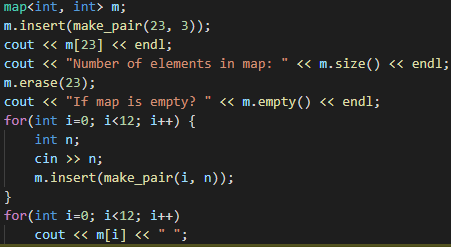 map<int, int> m;
m.insert(make_pair(23, 3));
cout << m[23] << endl;
cout << "Number of elements in map: " << m.size() << endl;
m.erase(23);
cout << "If map is empty? " << m.empty() << endl;
for(int i=0; i<12; i++) {
    int n;
    cin >> n;
    m.insert(make_pair(i, n));
}
for(int i=0; i<12; i++)
    cout << m[i] << " ";